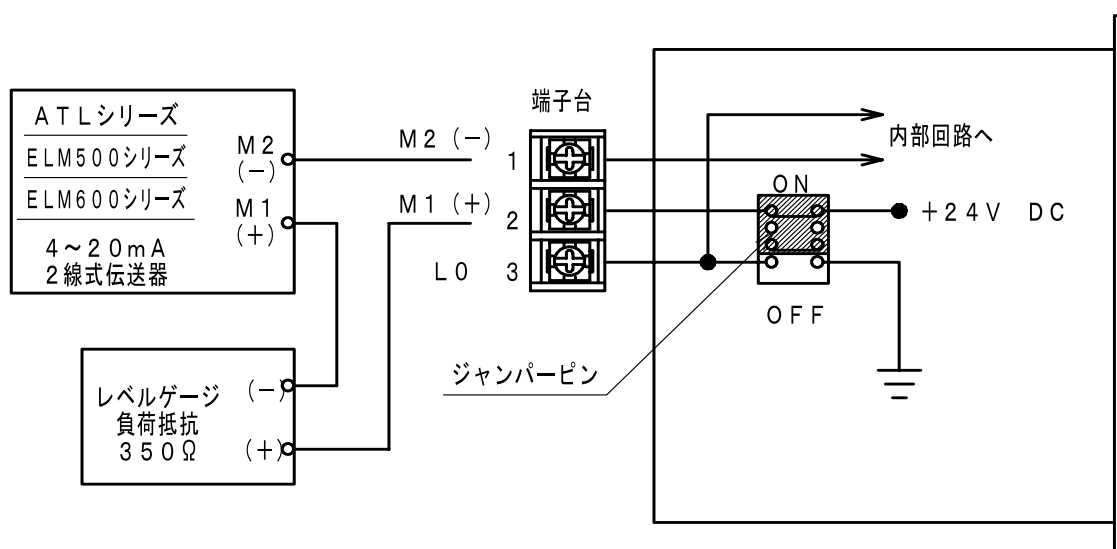 ATLシリーズ
ELM500シリーズ
ELM600シリーズ
4～20mA
2線式伝送器
M2
(−)
M1
(+)
レベルゲージ
負荷抵抗
350Ω
(−)
(+)
端子台
M2 (−) 1
M1 (+) 2
LO 3
ジャンパーピン
内部回路へ
ON
OFF
+24V DC